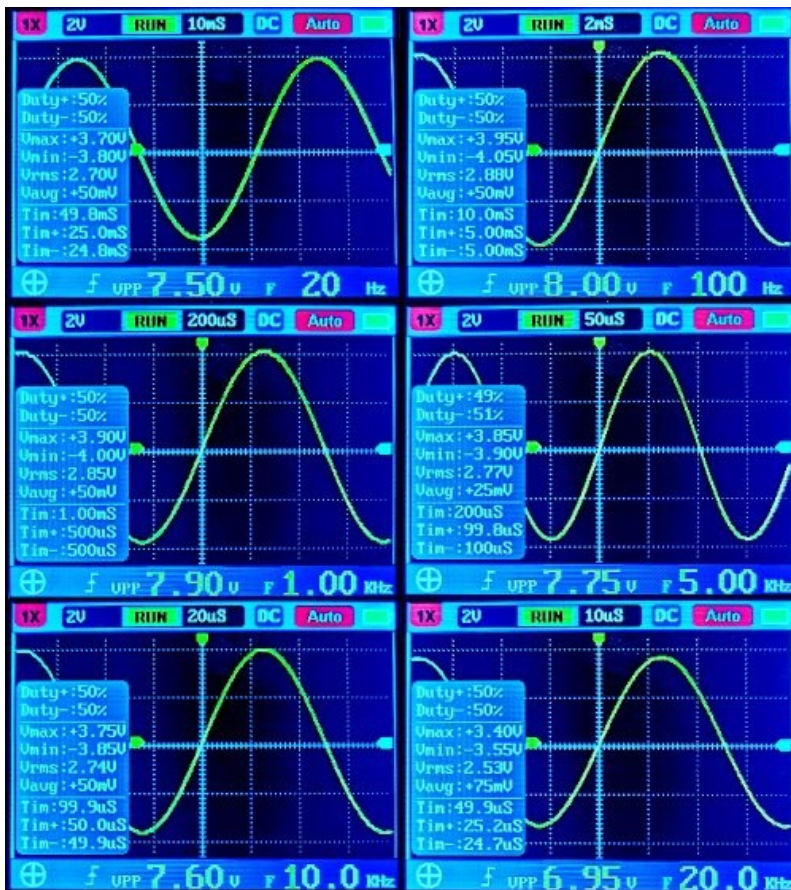 1X 2V RUN 10mS DC Auto
Duty+:50%
Duty-:50%
Vmax:+3.70V
Vmin:-3.80V
Vrms:2.70V
Vavg:+50mV
Tim:49.8mS
Tim+:25.0mS
Tim-:24.8mS
VPP 7.50 V F 20 Hz
1X 2V RUN 2mS DC Auto
Duty+:50%
Duty-:50%
Vmax:+3.95V
Vmin:-4.05V
Vrms:2.88V
Vavg:+50mV
Tim:10.0mS
Tim+:5.00mS
Tim-:5.00mS
VPP 8.00 V F 100 Hz
1X 2V RUN 200uS DC Auto
Duty+:50%
Duty-:50%
Vmax:+3.90V
Vmin:-4.00V
Vrms:2.85V
Vavg:+50mV
Tim:1.00mS
Tim+:500uS
Tim-:500uS
VPP 7.90 V F 1.00 KHz
1X 2V RUN 50uS DC Auto
Duty+:49%
Duty-:51%
Vmax:+3.85V
Vmin:-3.90V
Vrms:2.77V
Vavg:+25mV
Tim:200uS
Tim+:99.8uS
Tim-:100uS
VPP 7.75 V F 5.00 KHz
1X 2V RUN 20uS DC Auto
Duty+:50%
Duty-:50%
Vmax:+3.75V
Vmin:-3.85V
Vrms:2.74V
Vavg:+50mV
Tim:99.9uS
Tim+:50.0uS
Tim-:49.9uS
VPP 7.60 V F 10.0 KHz
1X 2V RUN 10uS DC Auto
Duty+:50%
Duty-:50%
Vmax:+3.40V
Vmin:-3.55V
Vrms:2.53V
Vavg:+75mV
Tim:49.9uS
Tim+:25.2uS
Tim-:24.7uS
VPP 6.95 V F 20.0 KHz